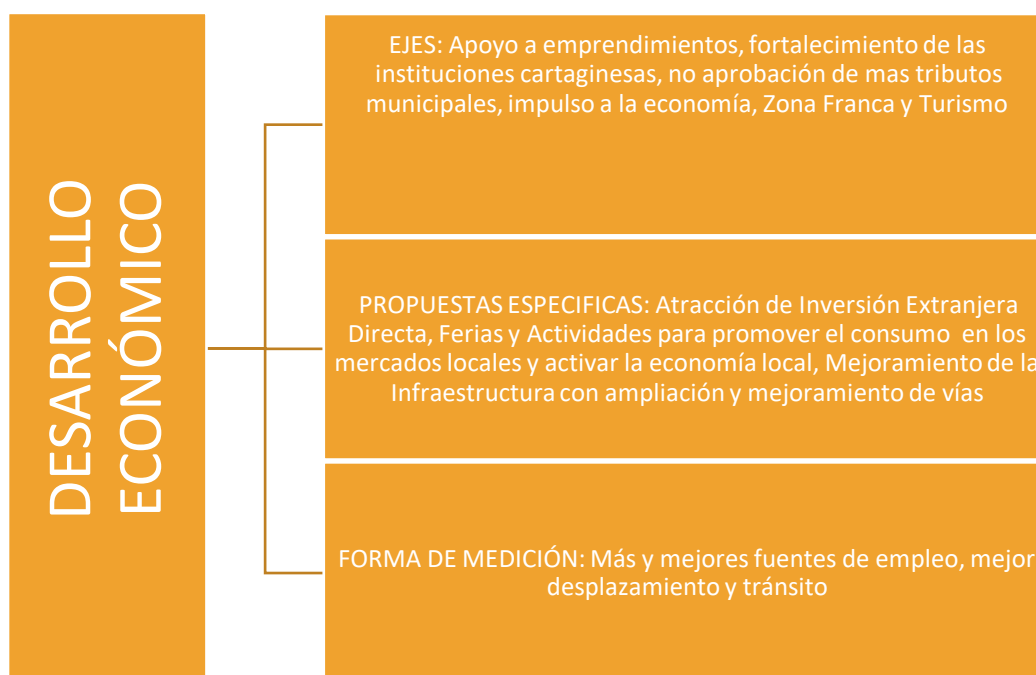 DESARROLLO
ECONÓMICO
EJES: Apoyo a emprendimientos, fortalecimiento de las
instituciones cartaginesas, no aprobación de mas tributos
municipales, impulso a la economía, Zona Franca y Turismo
PROPUESTAS ESPECIFICAS: Atracción de Inversión Extranjera
Directa, Ferias y Actividades para promover el consumo en los
mercados locales y activar la economía local, Mejoramiento de la
Infraestructura con ampliación y mejoramiento de vías
FORMA DE MEDICIÓN: Más y mejores fuentes de empleo, mejor
desplazamiento y tránsito